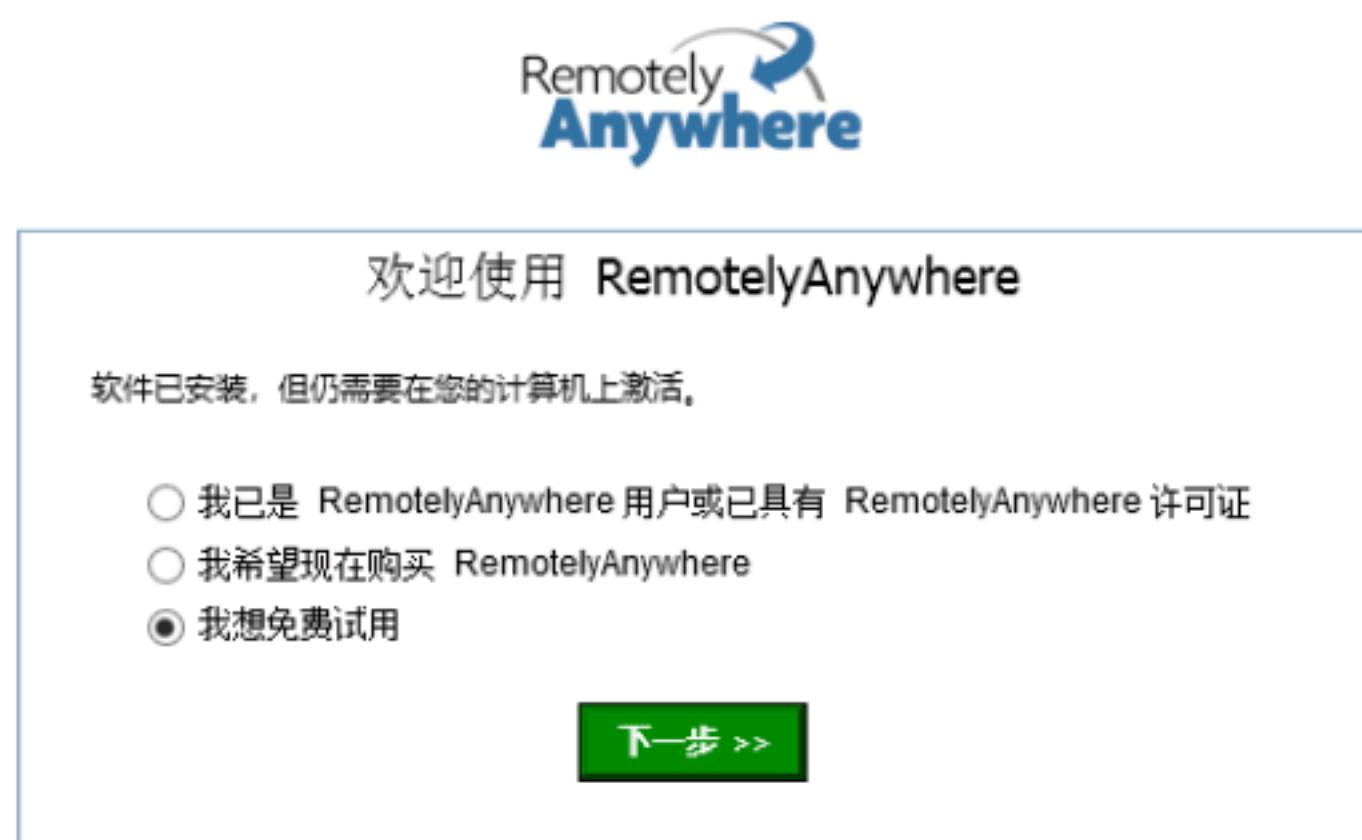 Remotely
Anywhere
欢迎使用 RemotelyAnywhere
软件已安装，但仍需要在您的计算机上激活。
我已是 RemotelyAnywhere 用户或已具有 RemotelyAnywhere 许可证
我希望现在购买 RemotelyAnywhere
我想免费试用
下一步 >>